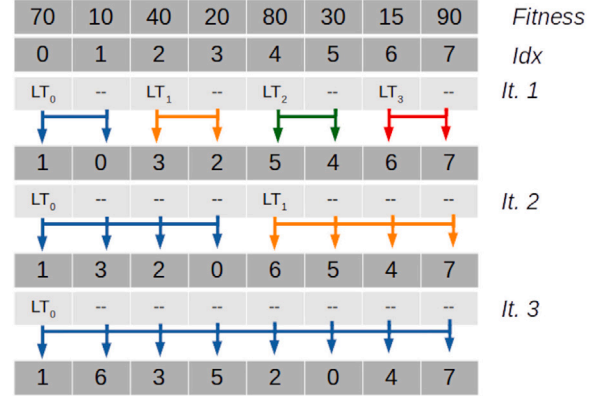 70 10 40 20 80 30 15 90 Fitness
0 1 2 3 4 5 6 7 Idx
LT₀ -- LT₁ -- LT₂ -- LT₃ -- It. 1
1 0 3 2 5 4 6 7
LT₀ -- -- -- LT₁ -- -- -- It. 2
1 3 2 0 6 5 4 7
LT₀ -- -- -- -- -- -- -- It. 3
1 6 3 5 2 0 4 7